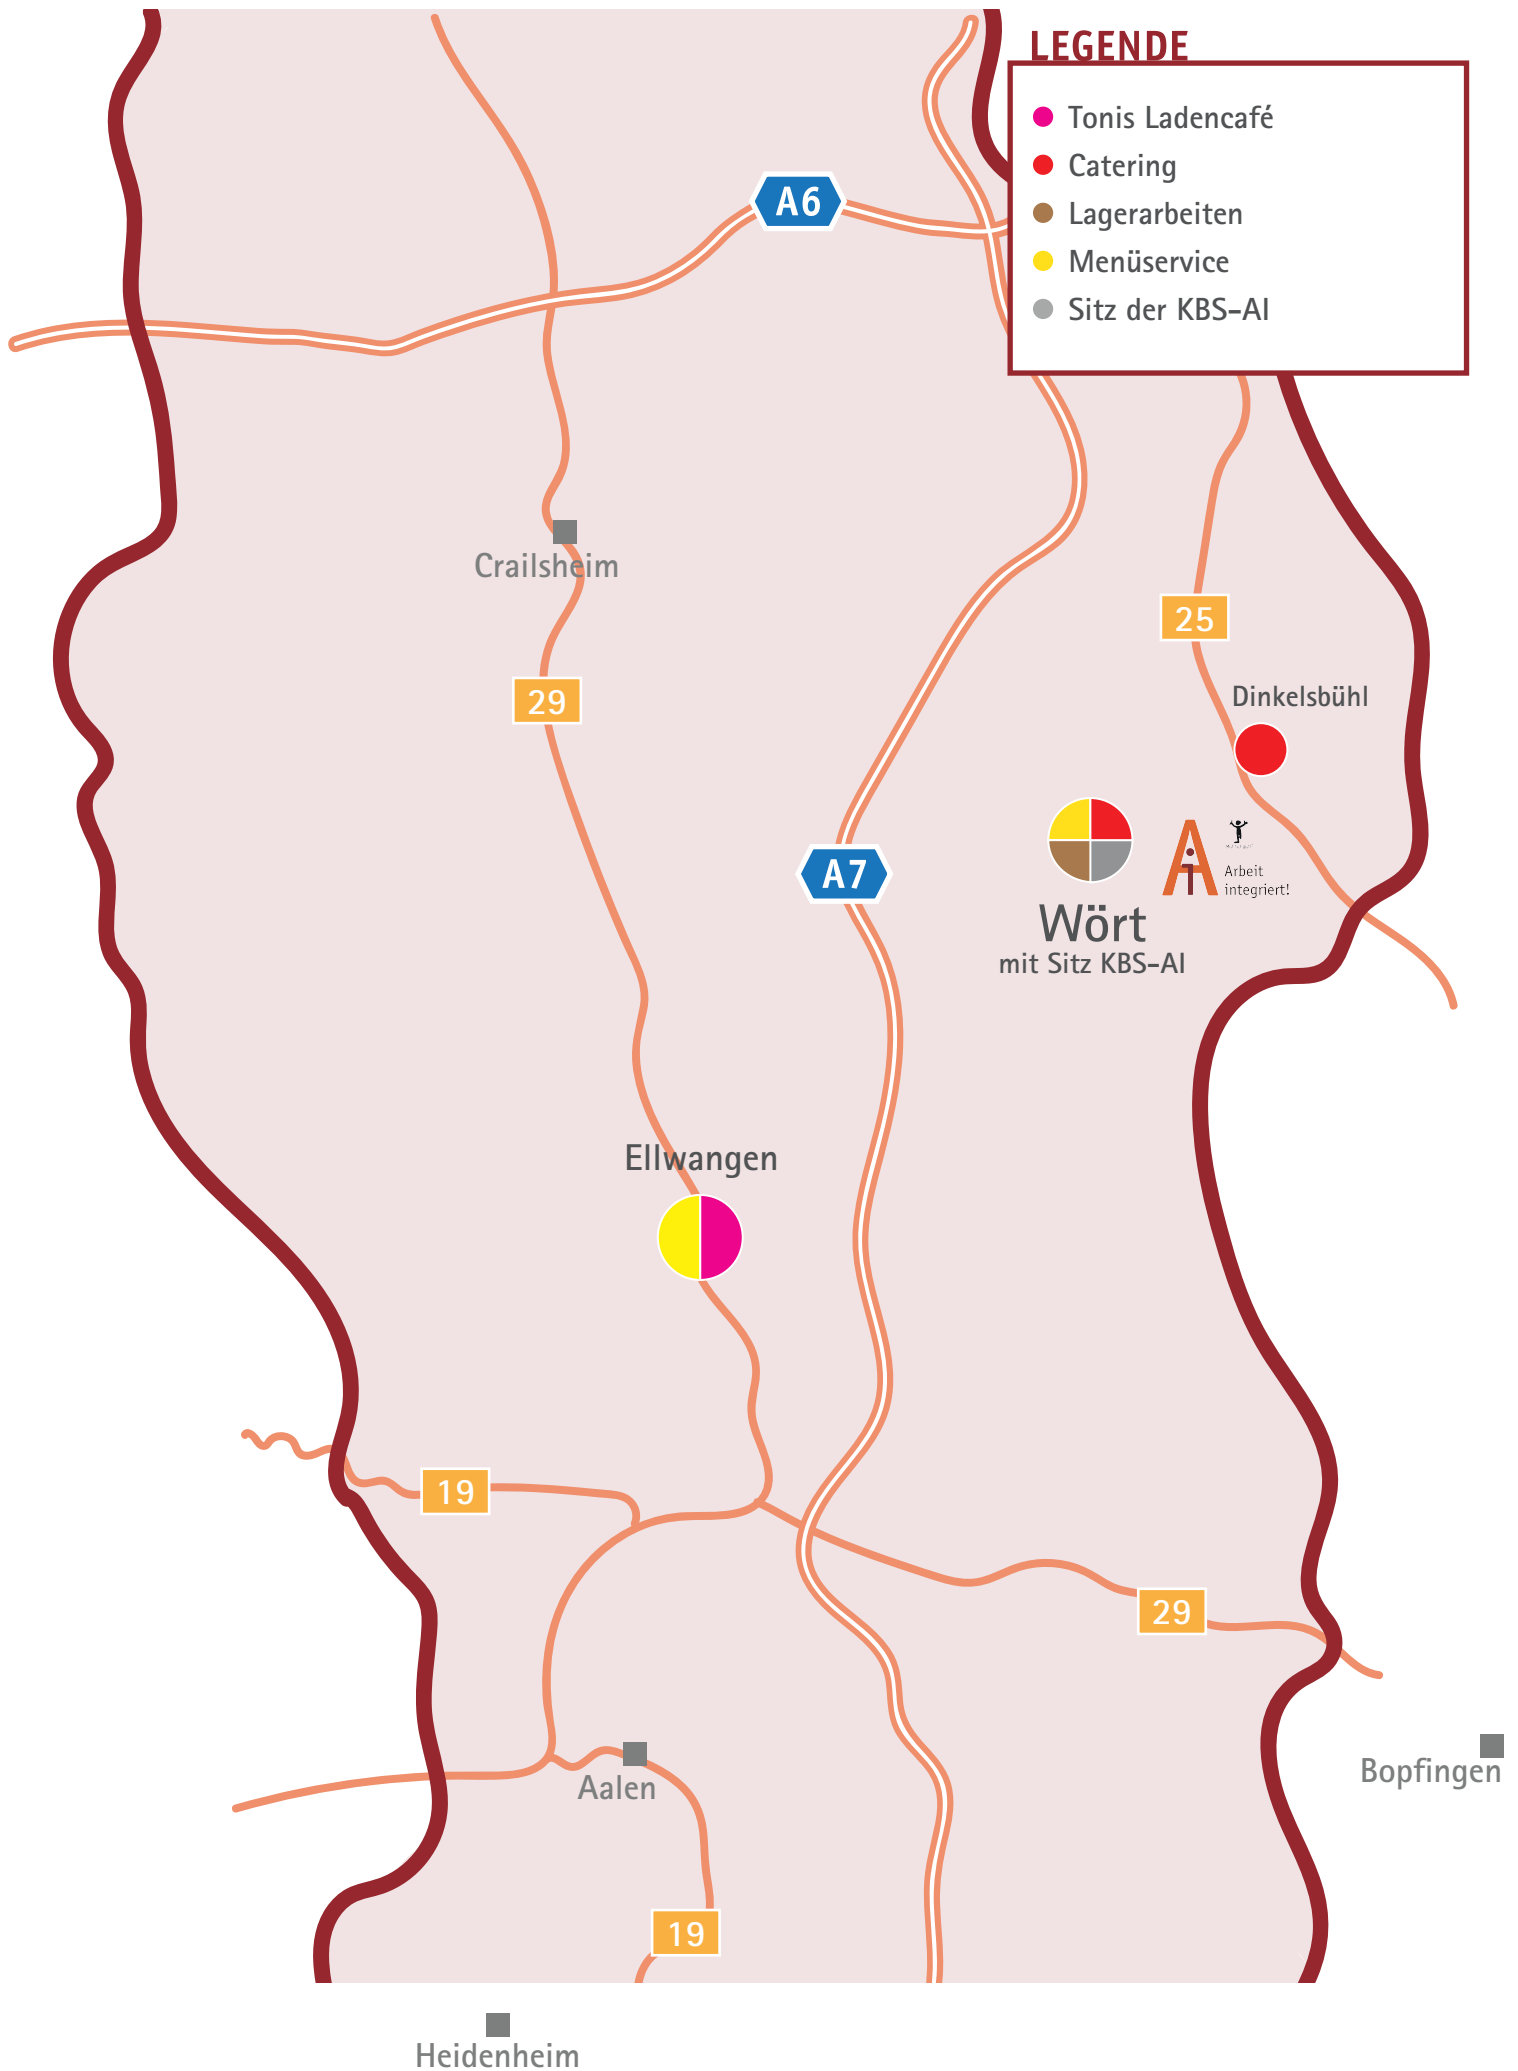 LEGENDE
Tonis Ladencafé
Catering
Lagerarbeiten
Menüservice
Sitz der KBS-AI
A6
Crailsheim
25
29
Dinkelsbühl
A7
Arbeit
integriert!
Wört
mit Sitz KBS-AI
Ellwangen
19
29
Aalen
Bopfingen
19
Heidenheim